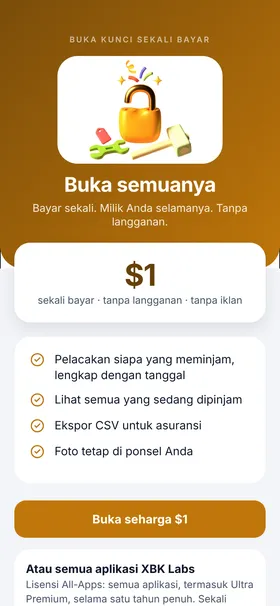 BUKA KUNCI SEKALI BAYAR
Buka semuanya
Bayar sekali. Milik Anda selamanya. Tanpa
langganan.
$1
sekali bayar · tanpa langganan · tanpa iklan
Pelacakan siapa yang meminjam,
lengkap dengan tanggal
Lihat semua yang sedang dipinjam
Ekspor CSV untuk asuransi
Foto tetap di ponsel Anda
Buka seharga $1
Atau semua aplikasi XBK Labs
Lisensi All-Apps: semua aplikasi, termasuk Ultra
Premium, selama satu tahun penuh. Sekali